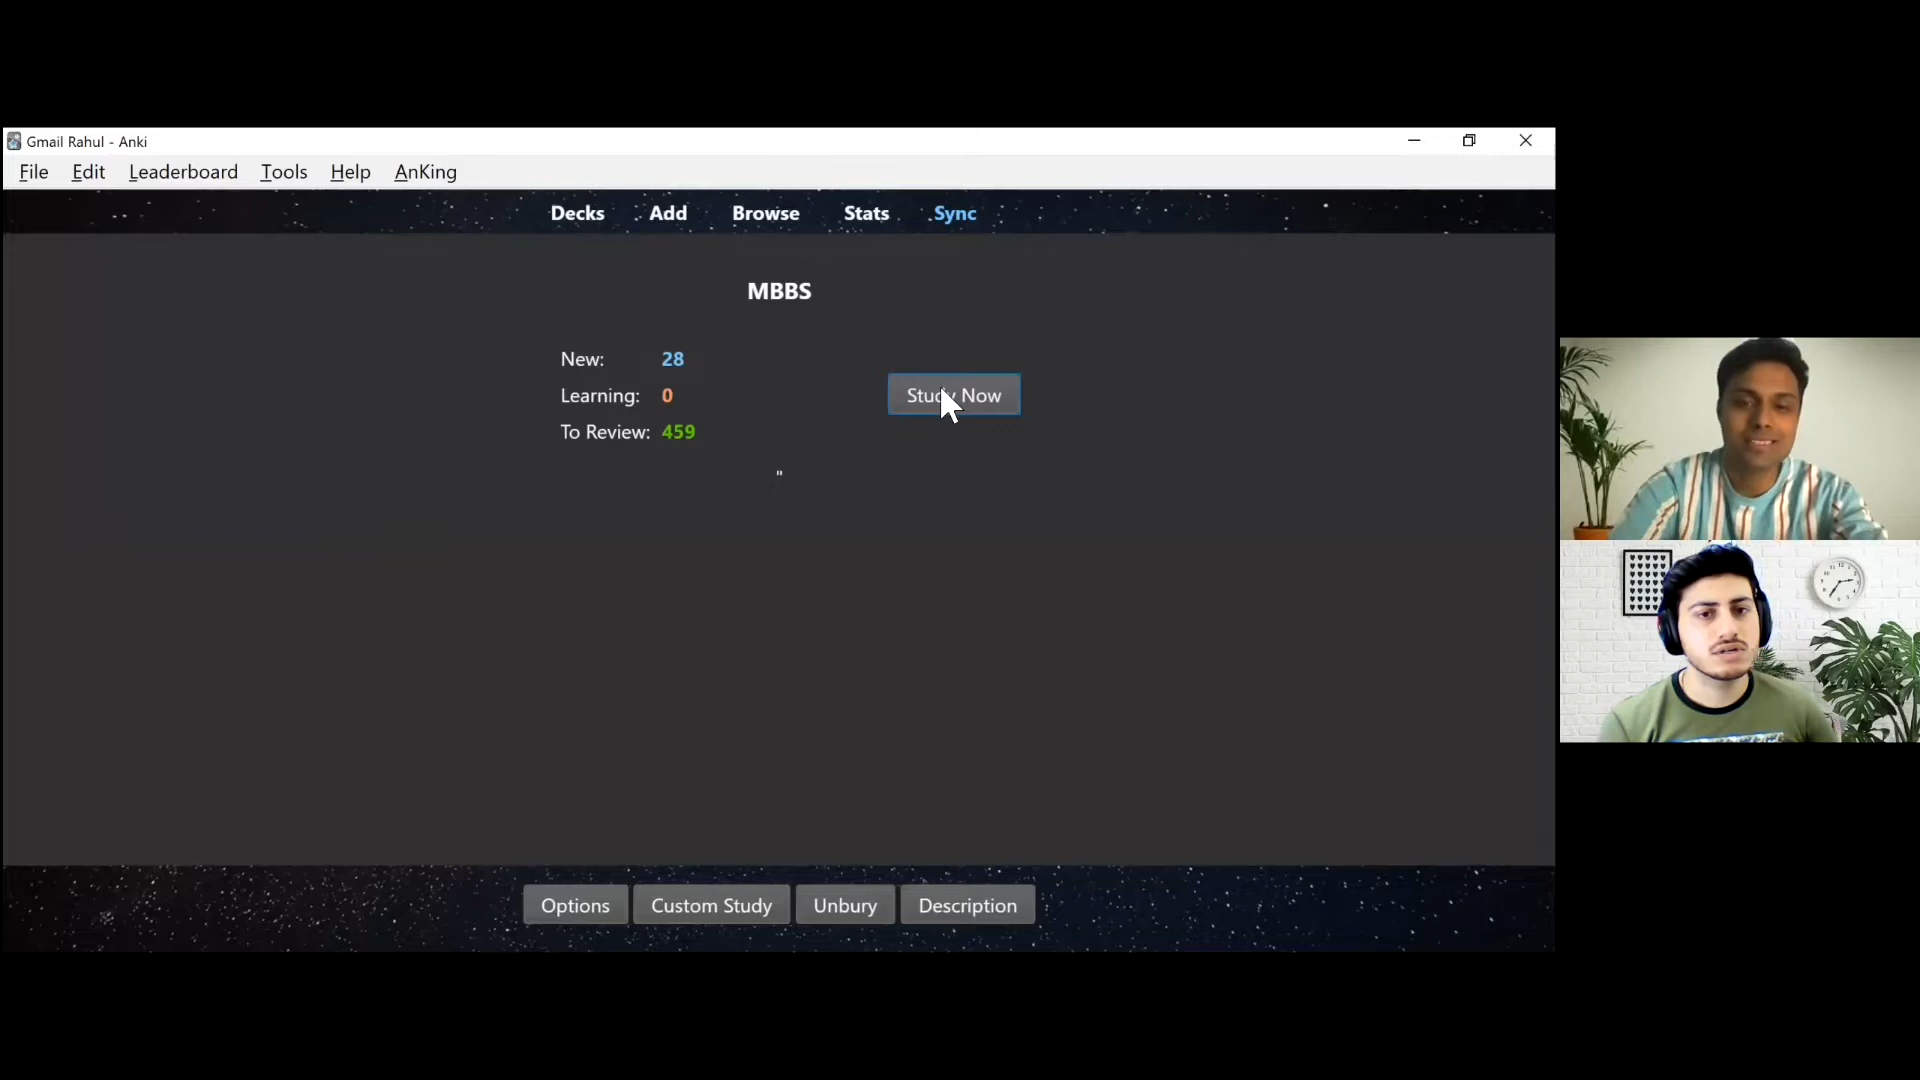 Gmail Rahul - Anki
File Edit Leaderboard Tools Help AnKing
Decks Add Browse Stats Sync
MBBS
New: 28
Learning: 0
Study Now
To Review: 459
"
Options Custom Study Unbury Description